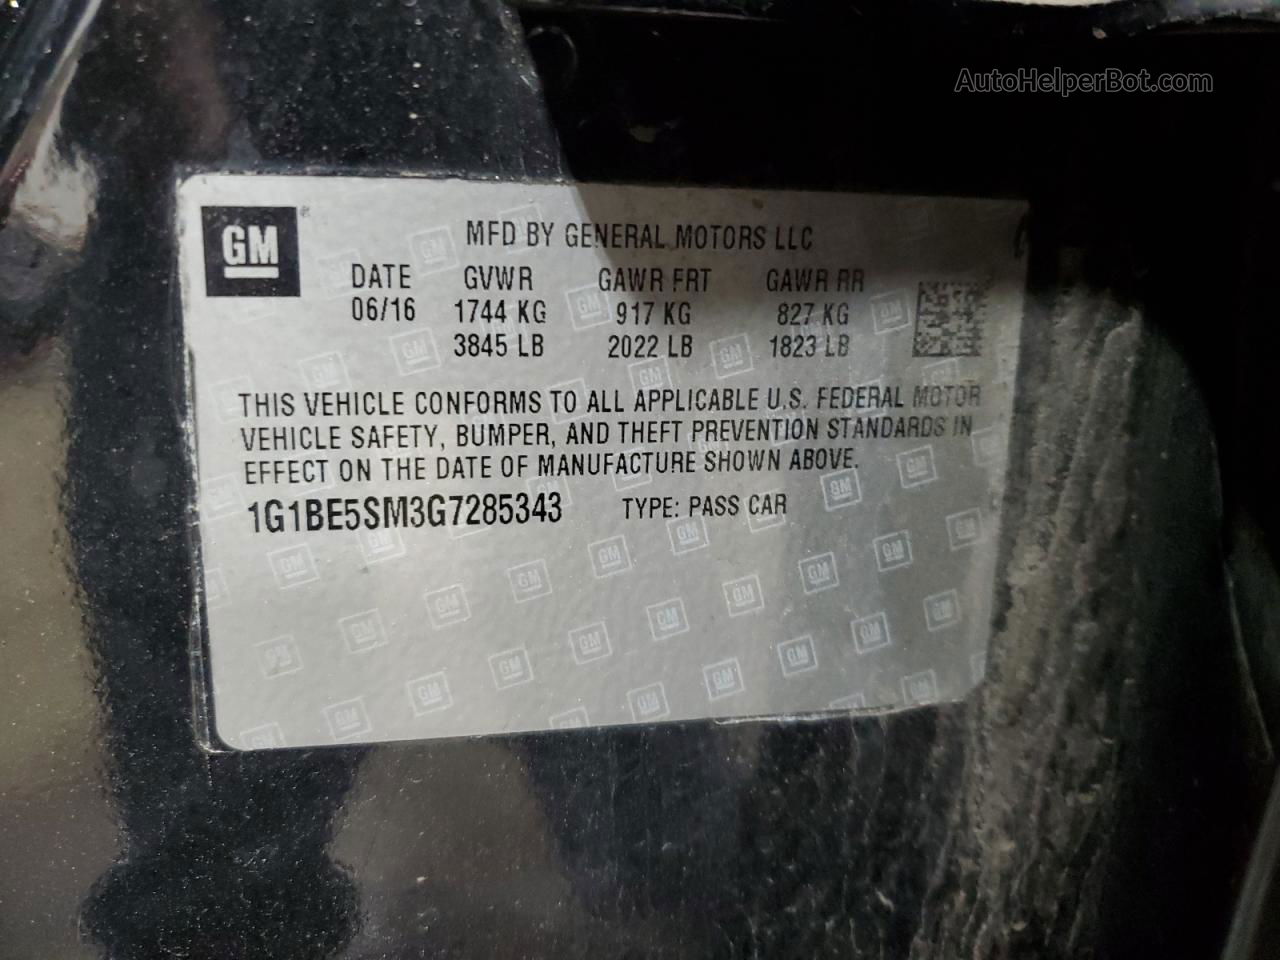 AutoHelperBot.com
GM ®
MFD BY GENERAL MOTORS LLC
DATE GVWR GAWR FRT GAWR RR
06/16 1744 KG 917 KG 827 KG
3845 LB 2022 LB 1823 LB
THIS VEHICLE CONFORMS TO ALL APPLICABLE U.S. FEDERAL MOTOR
VEHICLE SAFETY, BUMPER, AND THEFT PREVENTION STANDARDS IN
EFFECT ON THE DATE OF MANUFACTURE SHOWN ABOVE.
1G1BE5SM3G7285343 TYPE: PASS CAR